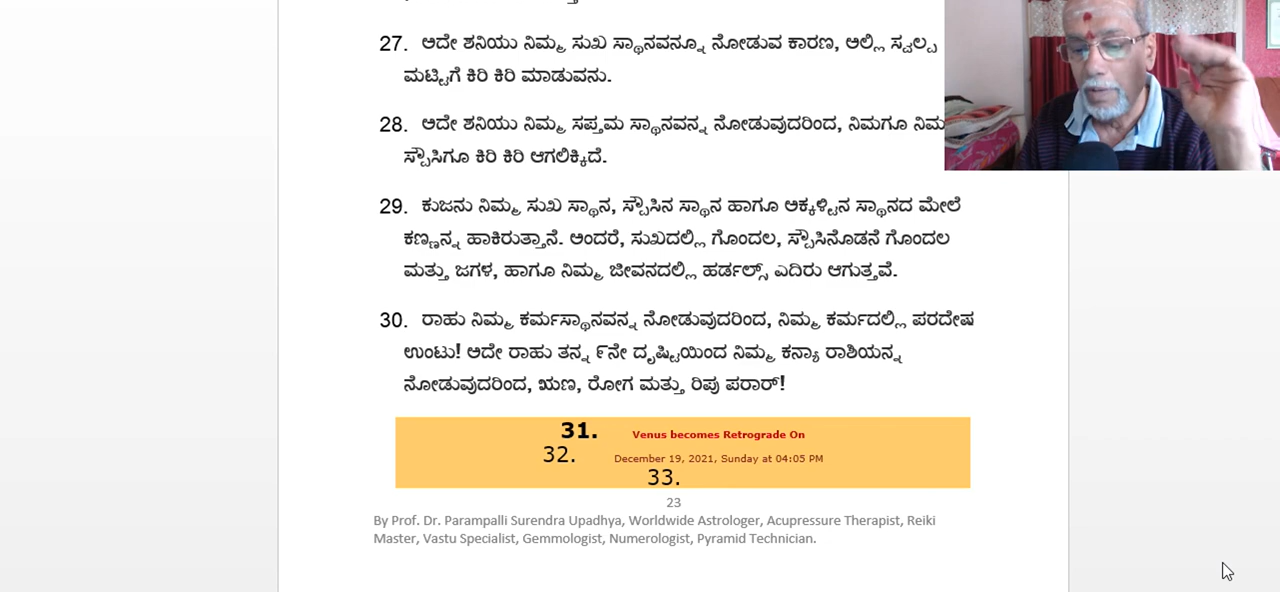 27. ಅದೇ ಶನಿಯು ನಿಮ್ಮ ಸುಖ ಸ್ಥಾನವನ್ನೂ ನೋಡುವ ಕಾರಣ, ಅಲ್ಲಿ ಸ್ವಲ್ಪ
ಮಟ್ಟಿಗೆ ಕಿರಿ ಕಿರಿ ಮಾಡುವನು.
28. ಅದೇ ಶನಿಯು ನಿಮ್ಮ ಸಪ್ತಮ ಸ್ಥಾನವನ್ನ ನೋಡುವುದರಿಂದ, ನಿಮಗೂ
ಸ್ಪೌಸಿಗೂ ಕಿರಿ ಕಿರಿ ಆಗಲಿಕ್ಕಿದೆ.
29. ಕುಜನು ನಿಮ್ಮ ಸುಖ ಸ್ಥಾನ, ಸ್ಪೌಸಿನ ಸ್ಥಾನ ಹಾಗೂ ಅಕ್ಕಳ್ಟಿನ ಸ್ಥಾನದ ಮೇಲೆ
ಕಣ್ಣನ್ನ ಹಾಕಿರುತ್ತಾನೆ. ಅಂದರೆ, ಸುಖದಲ್ಲಿ ಗೊಂದಲ, ಸ್ಪೌಸಿನೊಡನೆ ಗೊಂದಲ
ಮತ್ತು ಜಗಳ, ಹಾಗೂ ನಿಮ್ಮ ಜೀವನದಲ್ಲಿ ಹರ್ಡಲ್ಸ್ ಎದಿರು ಆಗುತ್ತವೆ.
30. ರಾಹು ನಿಮ್ಮ ಕರ್ಮಸ್ಥಾನವನ್ನ ನೋಡುವುದರಿಂದ, ನಿಮ್ಮ ಕರ್ಮದಲ್ಲಿ ಪರದೇಷ
ಉಂಟು! ಅದೇ ರಾಹು ತನ್ನ ೯ನೇ ದೃಷ್ಟಿಯಿಂದ ನಿಮ್ಮ ಕನ್ಯಾ ರಾಶಿಯನ್ನ
ನೋಡುವುದರಿಂದ, ಋಣ, ರೋಗ ಮತ್ತು ರಿಪು ಪರಾರ್!
31. Venus becomes Retrograde On
32. December 19, 2021, Sunday at 04:05 PM
33.
23
By Prof. Dr. Parampalli Surendra Upadhya, Worldwide Astrologer, Acupressure Therapist, Reiki
Master, Vastu Specialist, Gemmologist, Numerologist, Pyramid Technician.